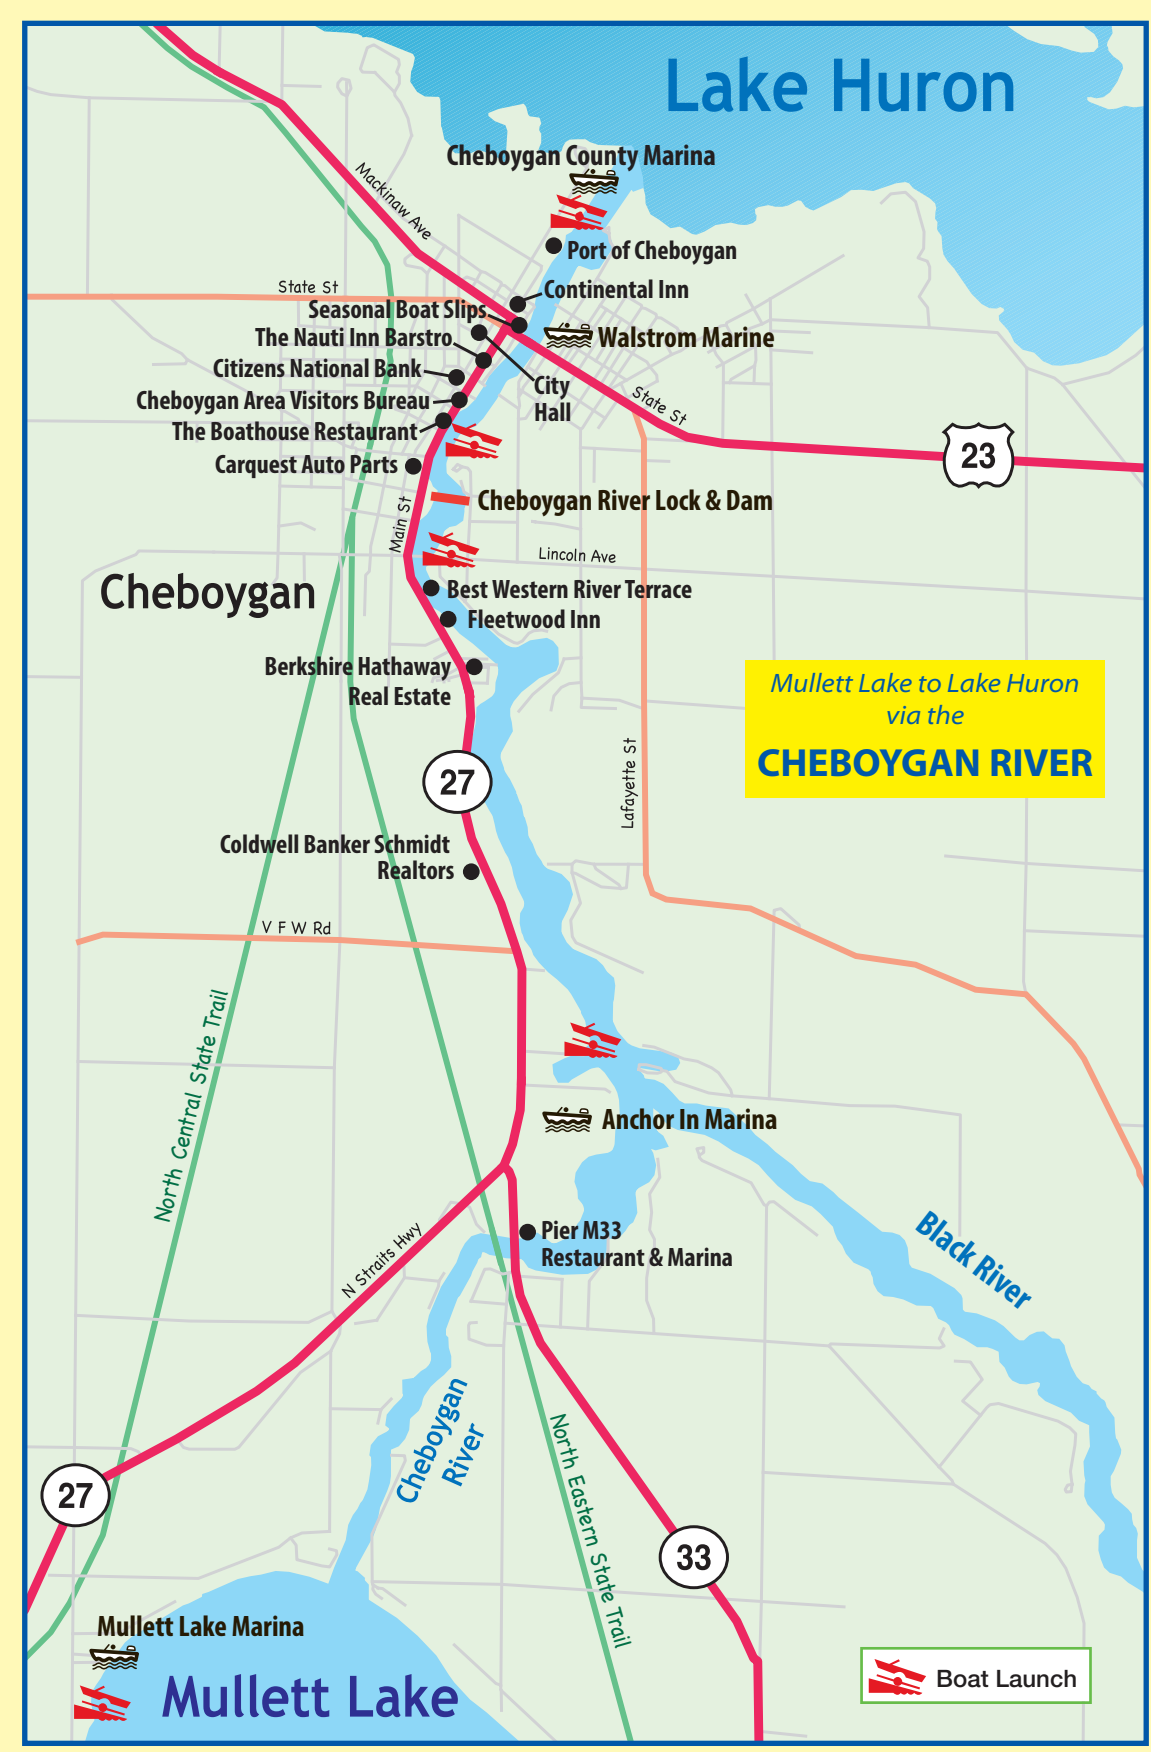 Lake Huron
Cheboygan County Marina
Mackinaw Ave
Port of Cheboygan
State St
Continental Inn
Seasonal Boat Slips
The Nauti Inn Barstro
Walstrom Marine
Citizens National Bank
City
Hall
Cheboygan Area Visitors Bureau
State St
The Boathouse Restaurant
Carquest Auto Parts
23
Cheboygan River Lock & Dam
Main St
Lincoln Ave
Cheboygan
Best Western River Terrace
Fleetwood Inn
Berkshire Hathaway
Real Estate
Mullett Lake to Lake Huron
via the
CHEBOYGAN RIVER
Lafayette St
27
Coldwell Banker Schmidt
Realtors
V F W Rd
North Central State Trail
Anchor In Marina
Pier M33
Restaurant & Marina
N Straits Hwy
Black River
Cheboygan
River
North Eastern State Trail
27
33
Mullett Lake Marina
Mullett Lake
Boat Launch